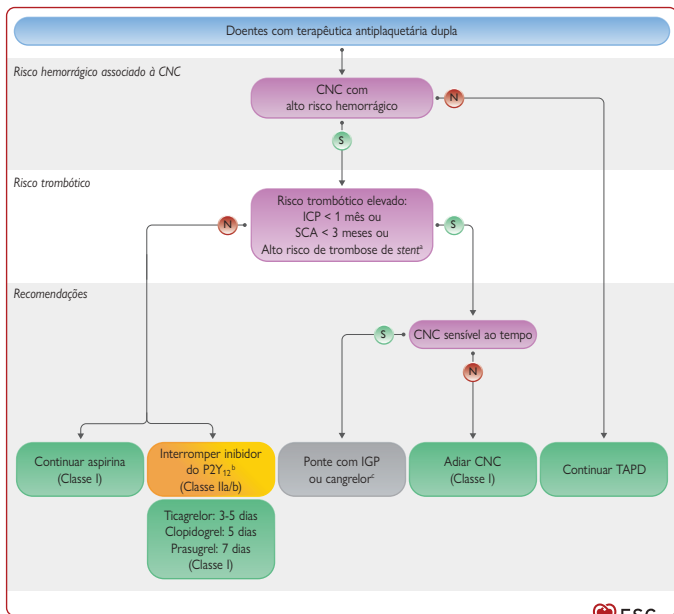 Doentes com terapêutica antiplaquetária dupla
Risco hemorrágico associado à CNC
CNC com
alto risco hemorrágico
N
S
Risco trombótico
Risco trombótico elevado:
ICP < 1 mês ou
SCA < 3 meses ou
Alto risco de trombose de stentᵃ
N
S
Recomendações
S
CNC sensível ao tempo
N
Continuar aspirina
(Classe I)
Interromper inibidor
do P2Y₁₂ᵇ
(Classe IIa/b)
Ponte com IGP
ou cangrelorᶜ
Adiar CNC
(Classe I)
Continuar TAPD
Ticagrelor: 3-5 dias
Clopidogrel: 5 dias
Prasugrel: 7 dias
(Classe I)
ESC